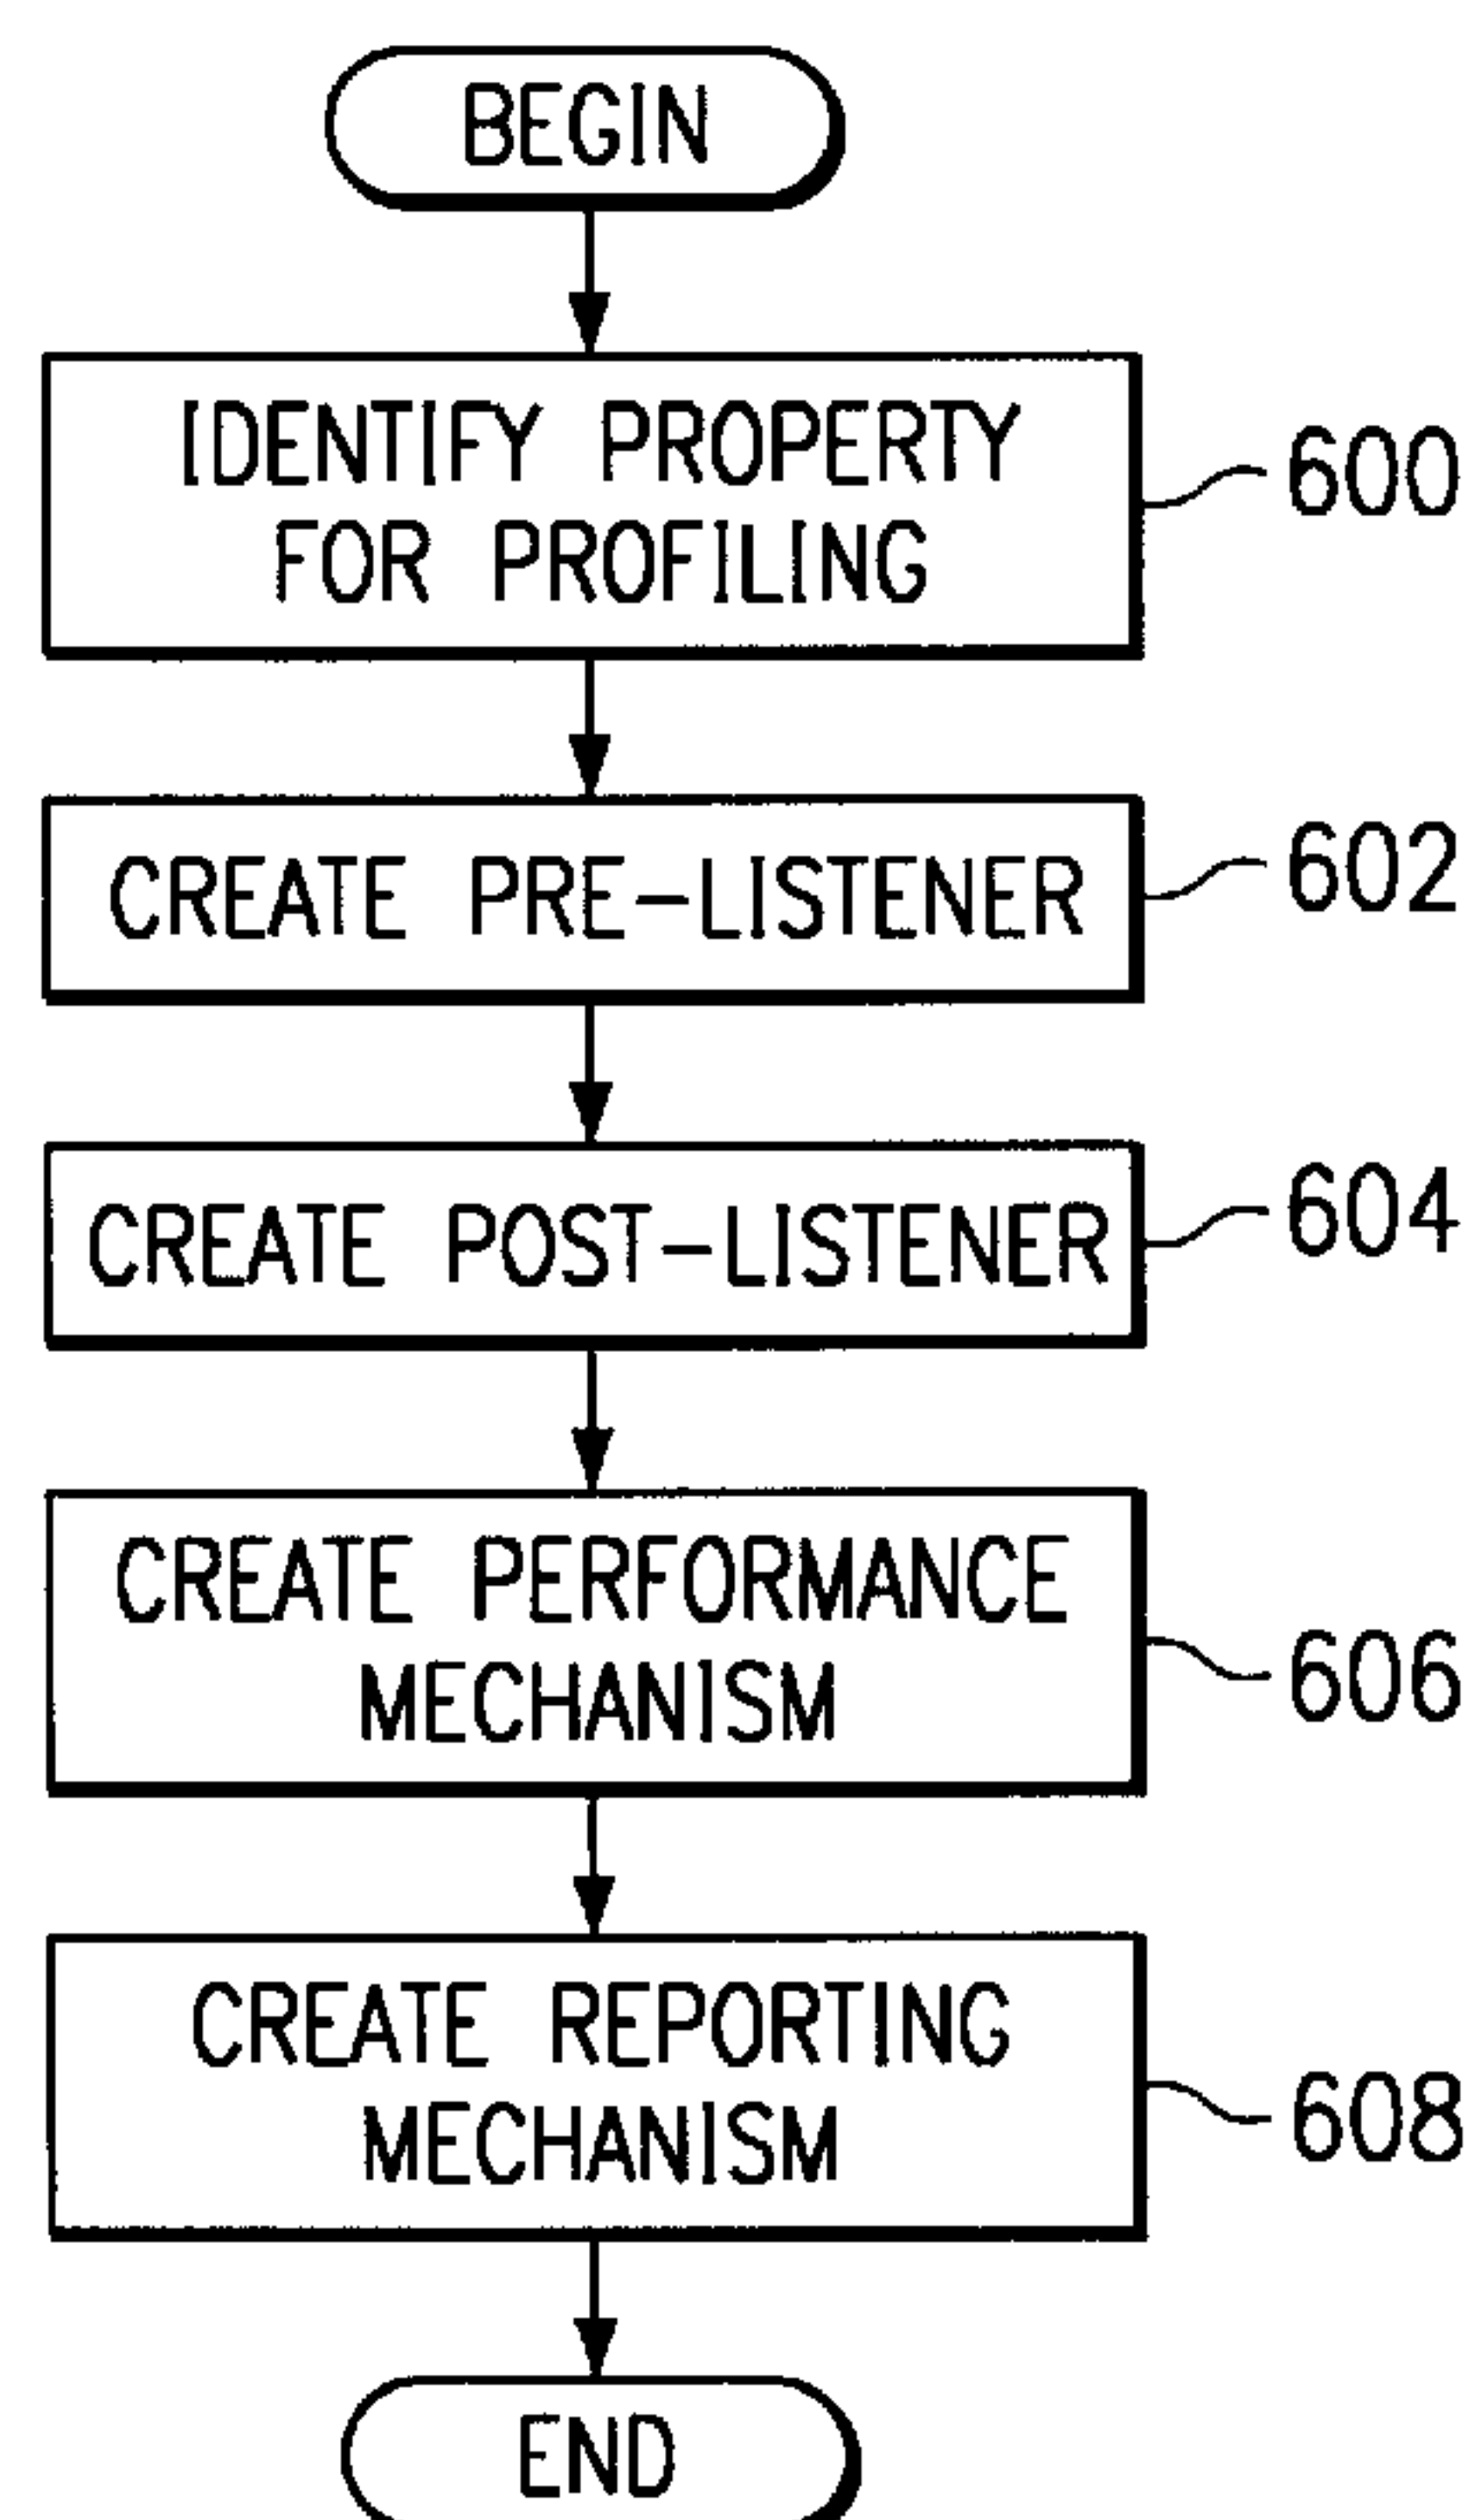 BEGIN
IDENTIFY PROPERTY
FOR PROFILING
600
CREATE PRE-LISTENER
602
CREATE POST-LISTENER
604
CREATE PERFORMANCE
MECHANISM
606
CREATE REPORTING
MECHANISM
608
END